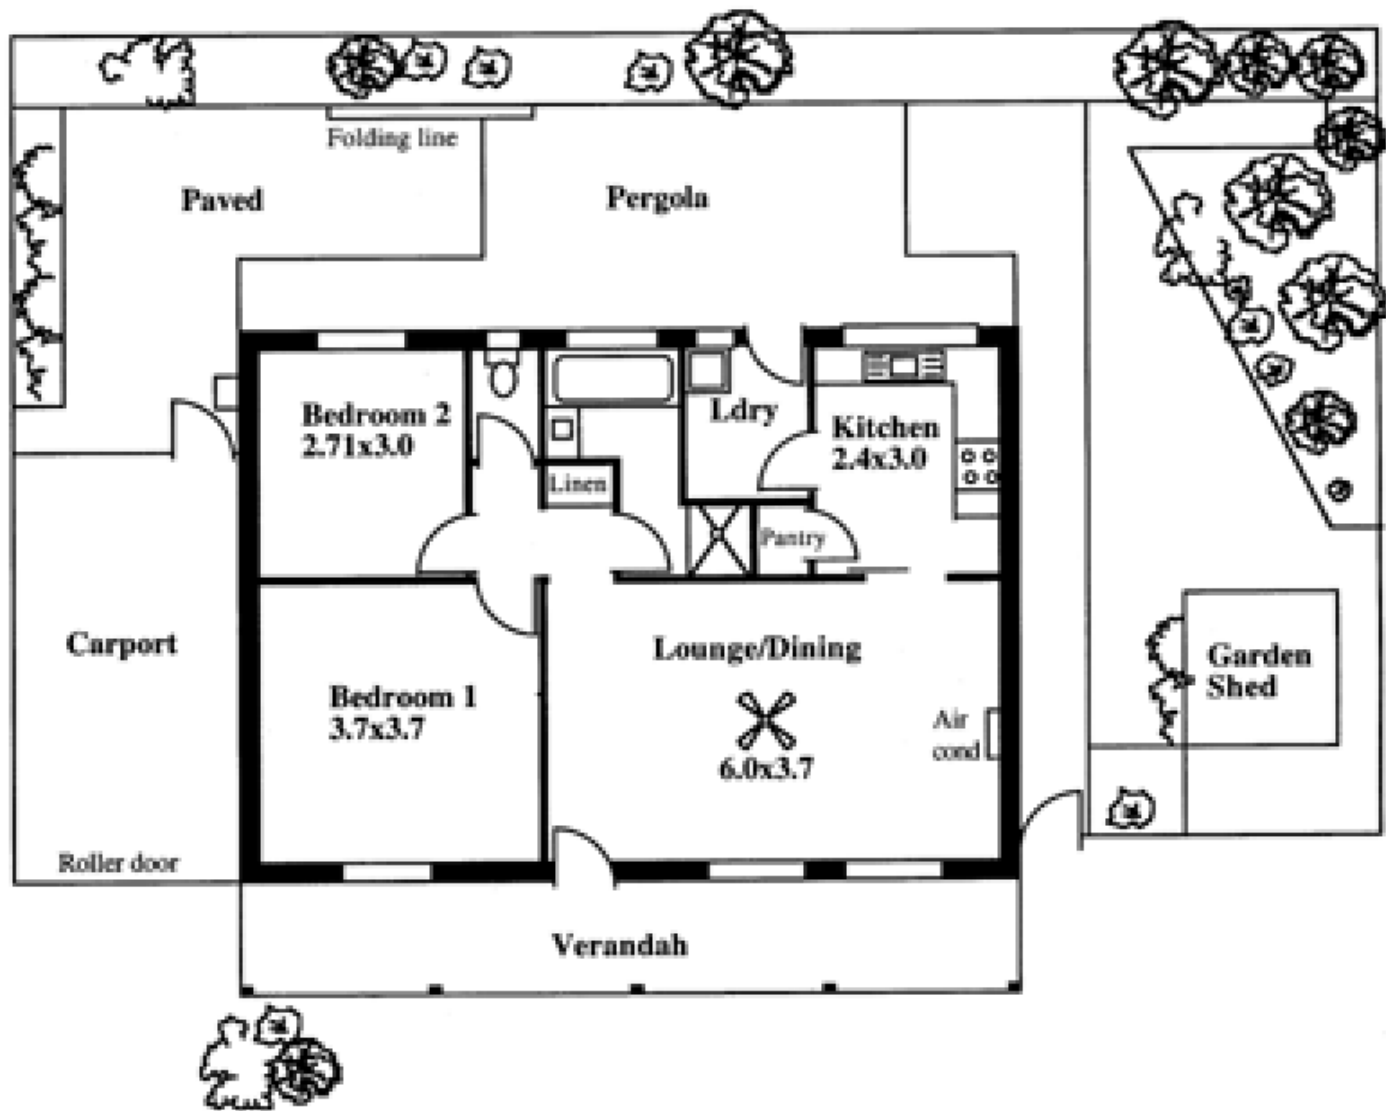 Folding line
Paved
Pergola
Bedroom 2
2.71x3.0
Ldry
Kitchen
2.4x3.0
Linen
Pantry
Carport
Lounge/Dining
Garden
Shed
Bedroom 1
3.7x3.7
Air
cond
6.0x3.7
Roller door
Verandah